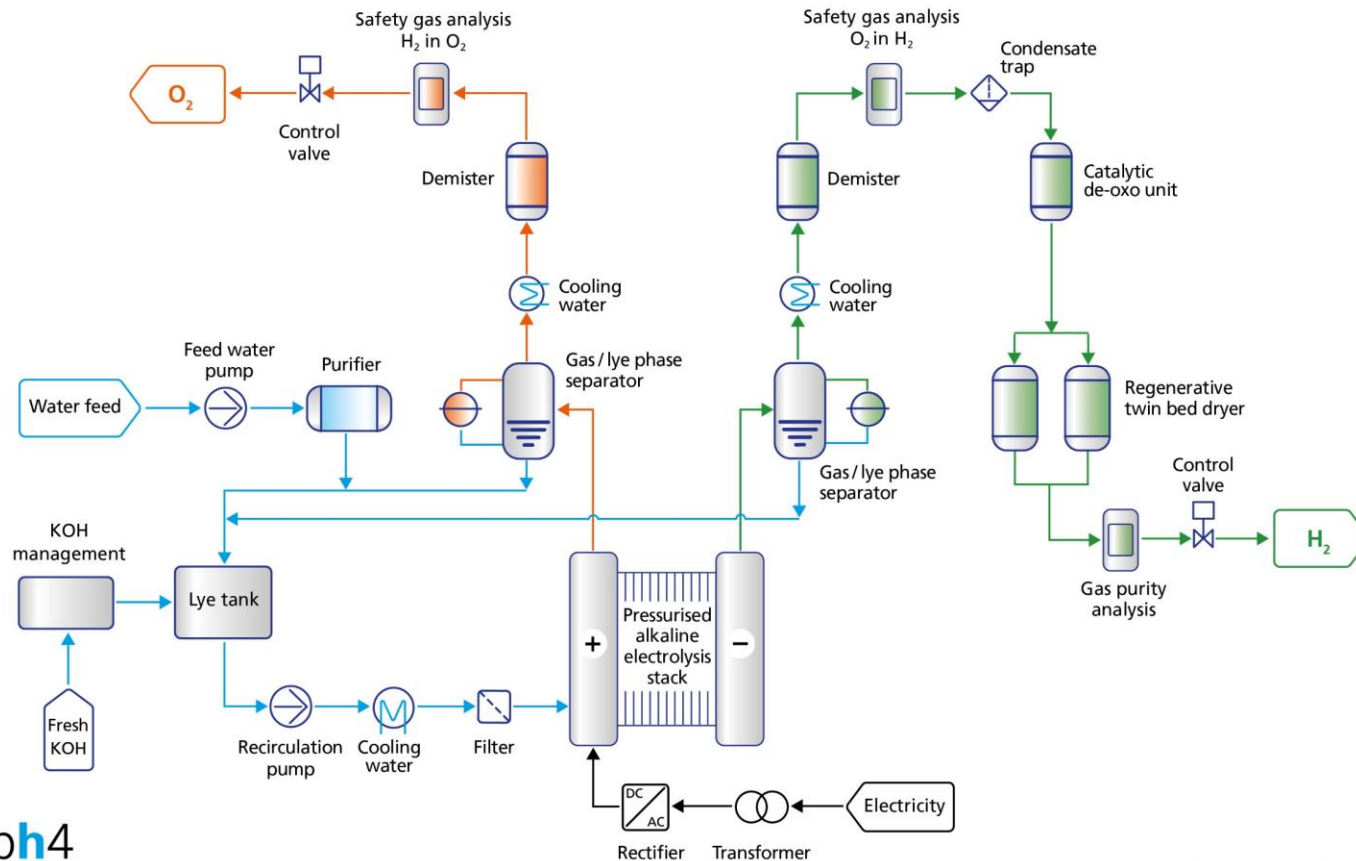 Safety gas analysis
H₂ in O₂
Safety gas analysis
O₂ in H₂
Condensate
trap
O₂
Control
valve
Demister
Demister
Catalytic
de-oxo unit
Cooling
water
Cooling
water
Feed water
pump
Purifier
Gas / lye phase
separator
Water feed
Regenerative
twin bed dryer
Gas / lye phase
separator
Control
valve
KOH
management
H₂
Gas purity
analysis
Lye tank
Pressurised
alkaline
electrolysis
stack
+
−
Fresh
KOH
Recirculation
pump
Cooling
water
Filter
DC
AC
Electricity
Rectifier
Transformer
h4